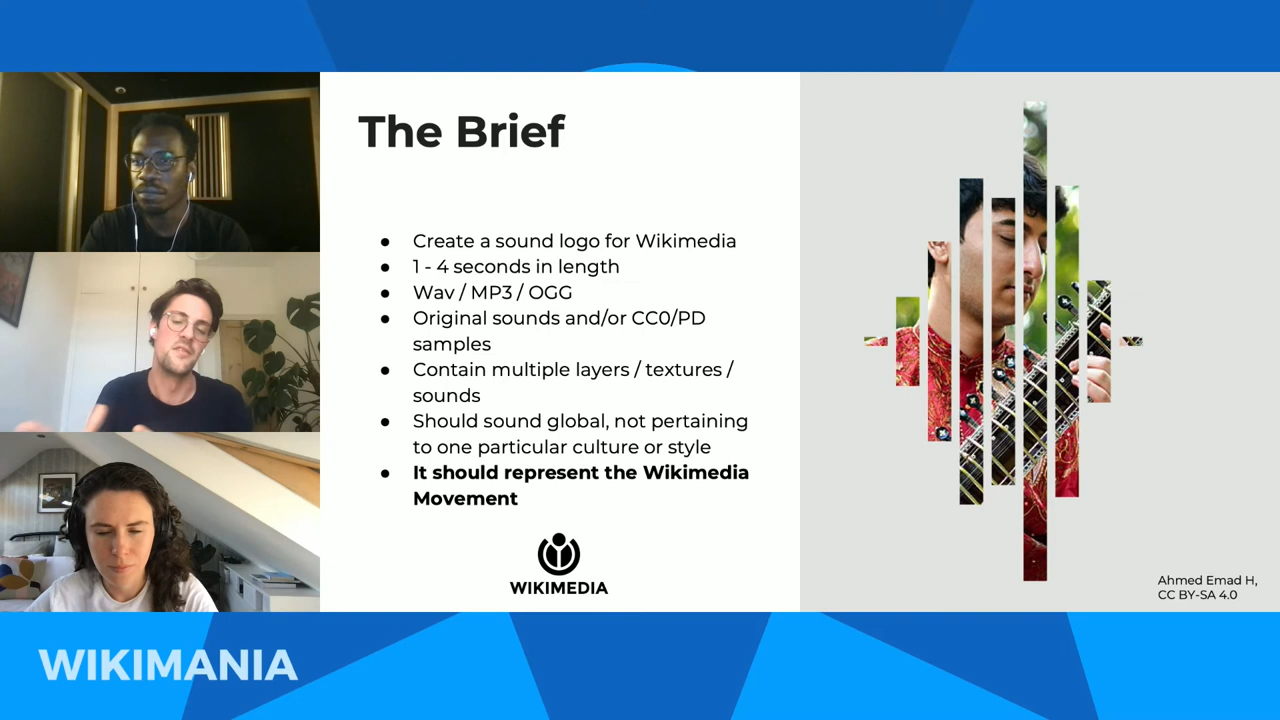 The Brief
● Create a sound logo for Wikimedia
● 1 - 4 seconds in length
● Wav / MP3 / OGG
● Original sounds and/or CC0/PD
samples
● Contain multiple layers / textures /
sounds
● Should sound global, not pertaining
to one particular culture or style
● It should represent the Wikimedia
Movement
WIKIMEDIA
Ahmed Emad H,
CC BY-SA 4.0
WIKIMANIA